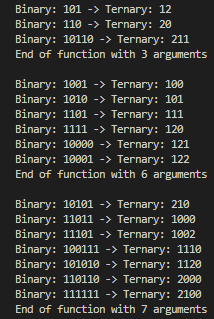 Binary: 101 -> Ternary: 12
Binary: 110 -> Ternary: 20
Binary: 10110 -> Ternary: 211
End of function with 3 arguments

Binary: 1001 -> Ternary: 100
Binary: 1010 -> Ternary: 101
Binary: 1101 -> Ternary: 111
Binary: 1111 -> Ternary: 120
Binary: 10000 -> Ternary: 121
Binary: 10001 -> Ternary: 122
End of function with 6 arguments

Binary: 10101 -> Ternary: 210
Binary: 11011 -> Ternary: 1000
Binary: 11101 -> Ternary: 1002
Binary: 100111 -> Ternary: 1110
Binary: 101010 -> Ternary: 1120
Binary: 110110 -> Ternary: 2000
Binary: 111111 -> Ternary: 2100
End of function with 7 arguments